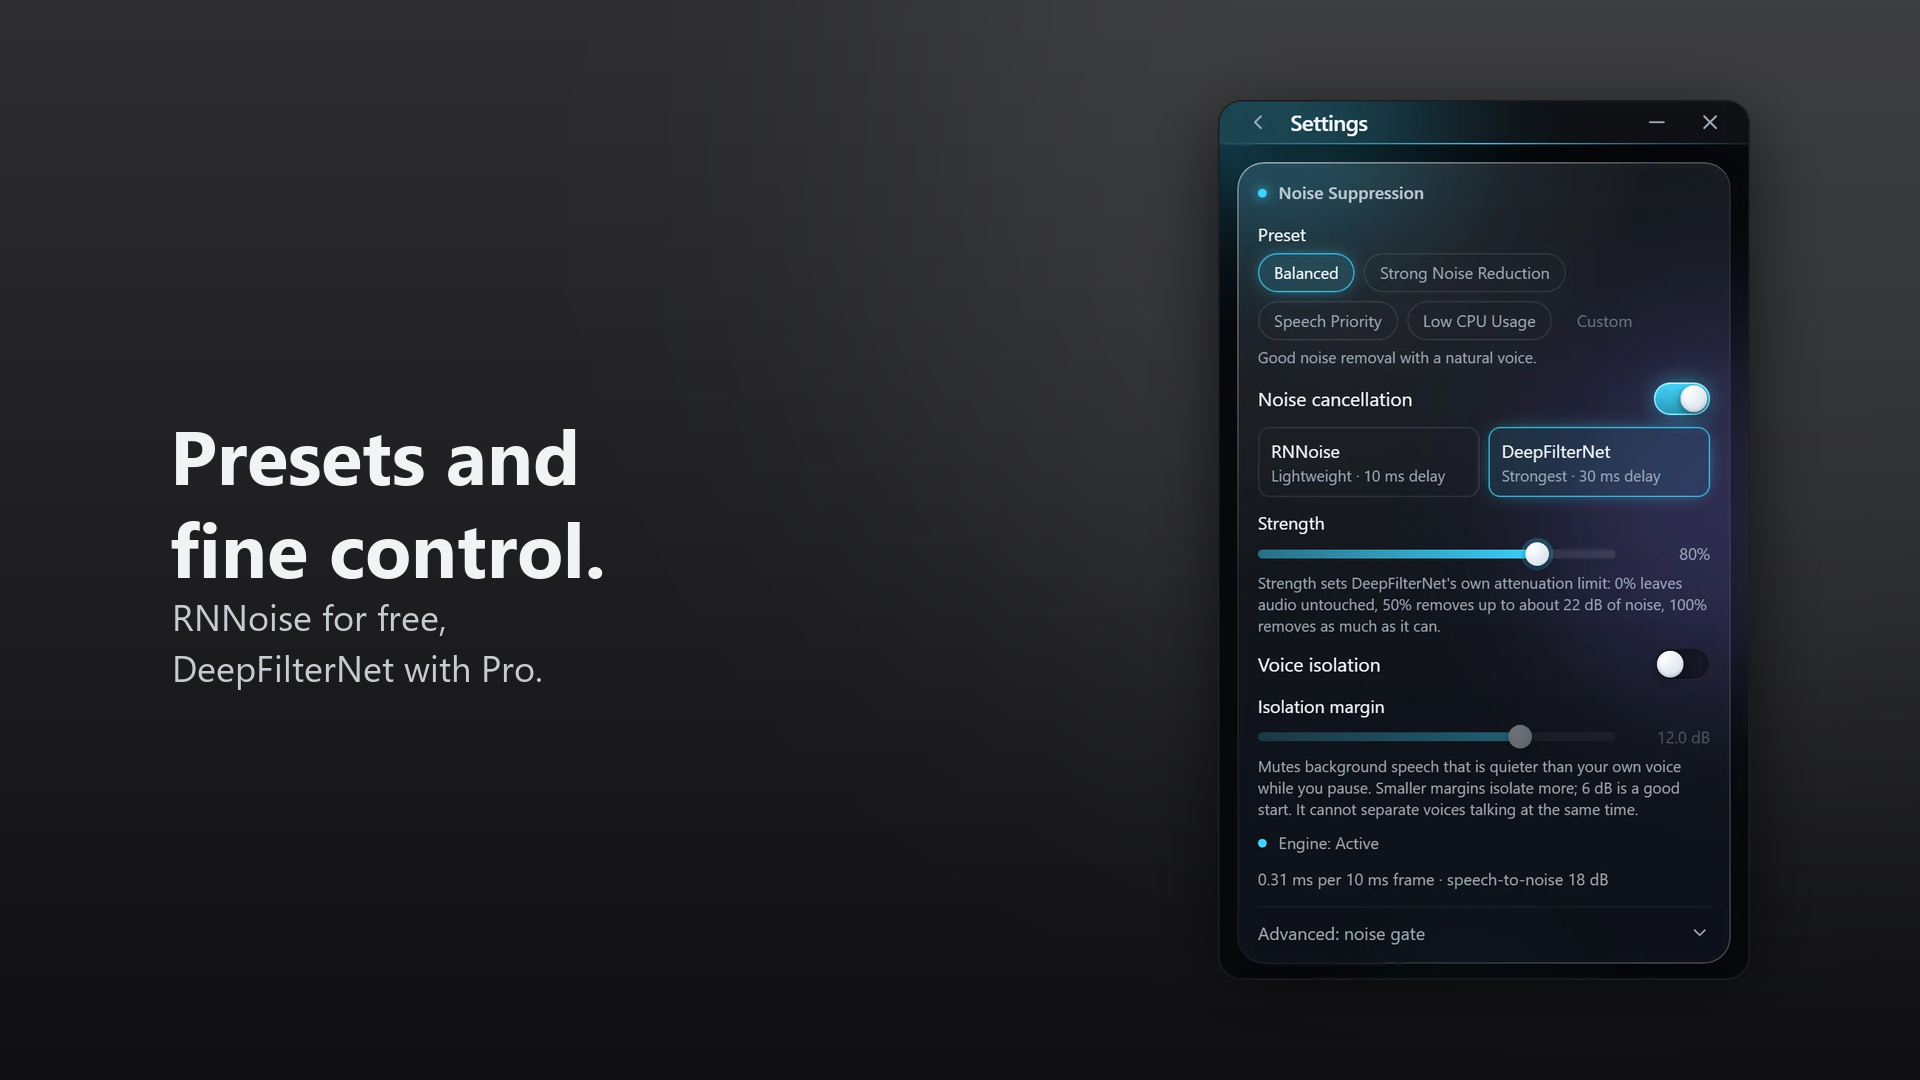 Presets and
fine control.
RNNoise for free,
DeepFilterNet with Pro.
Settings
Noise Suppression
Preset
Balanced
Strong Noise Reduction
Speech Priority
Low CPU Usage
Custom
Good noise removal with a natural voice.
Noise cancellation
RNNoise
Lightweight · 10 ms delay
DeepFilterNet
Strongest · 30 ms delay
Strength
80%
Strength sets DeepFilterNet's own attenuation limit: 0% leaves
audio untouched, 50% removes up to about 22 dB of noise, 100%
removes as much as it can.
Voice isolation
Isolation margin
12.0 dB
Mutes background speech that is quieter than your own voice
while you pause. Smaller margins isolate more; 6 dB is a good
start. It cannot separate voices talking at the same time.
Engine: Active
0.31 ms per 10 ms frame · speech-to-noise 18 dB
Advanced: noise gate